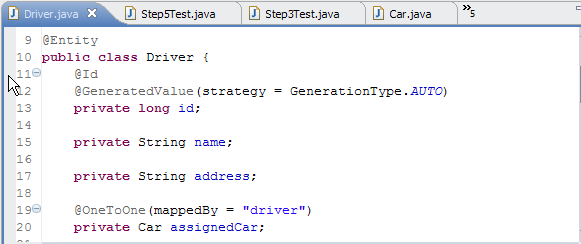 Driver.java Step5Test.java Step3Test.java Car.java »5
9 @Entity
10 public class Driver {
11 @Id
12 @GeneratedValue(strategy = GenerationType.AUTO)
13 private long id;
14
15 private String name;
16
17 private String address;
18
19 @OneToOne(mappedBy = "driver")
20 private Car assignedCar;